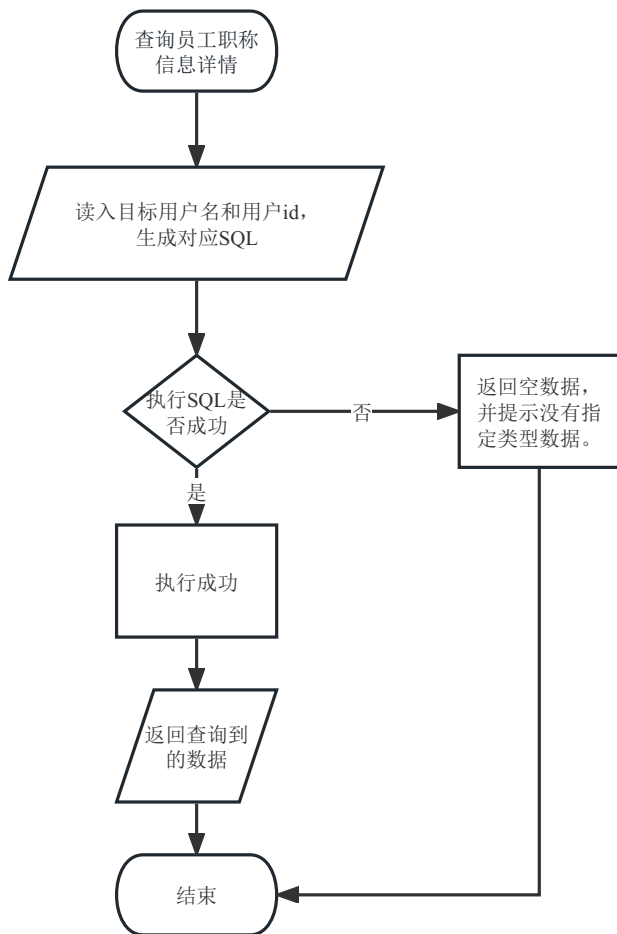 查询员工职称
信息详情
读入目标用户名和用户id，
生成对应SQL
执行SQL是
否成功
否
返回空数据，
并提示没有指
定类型数据。
是
执行成功
返回查询到
的数据
结束